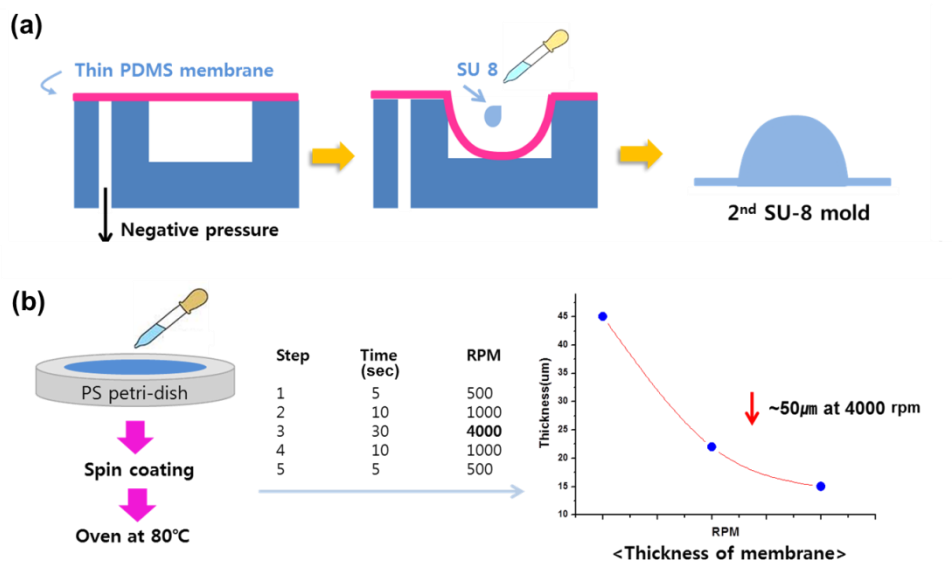 (a)
Thin PDMS membrane
Negative pressure
SU 8
2nd SU-8 mold
(b)
PS petri-dish
Spin coating
Oven at 80℃
Step Time (sec) RPM
1 5 500
2 10 1000
3 30 4000
4 10 1000
5 5 500
Thickness(um)
45
40
35
30
25
20
15
10
~50㎛ at 4000 rpm
RPM
<Thickness of membrane>